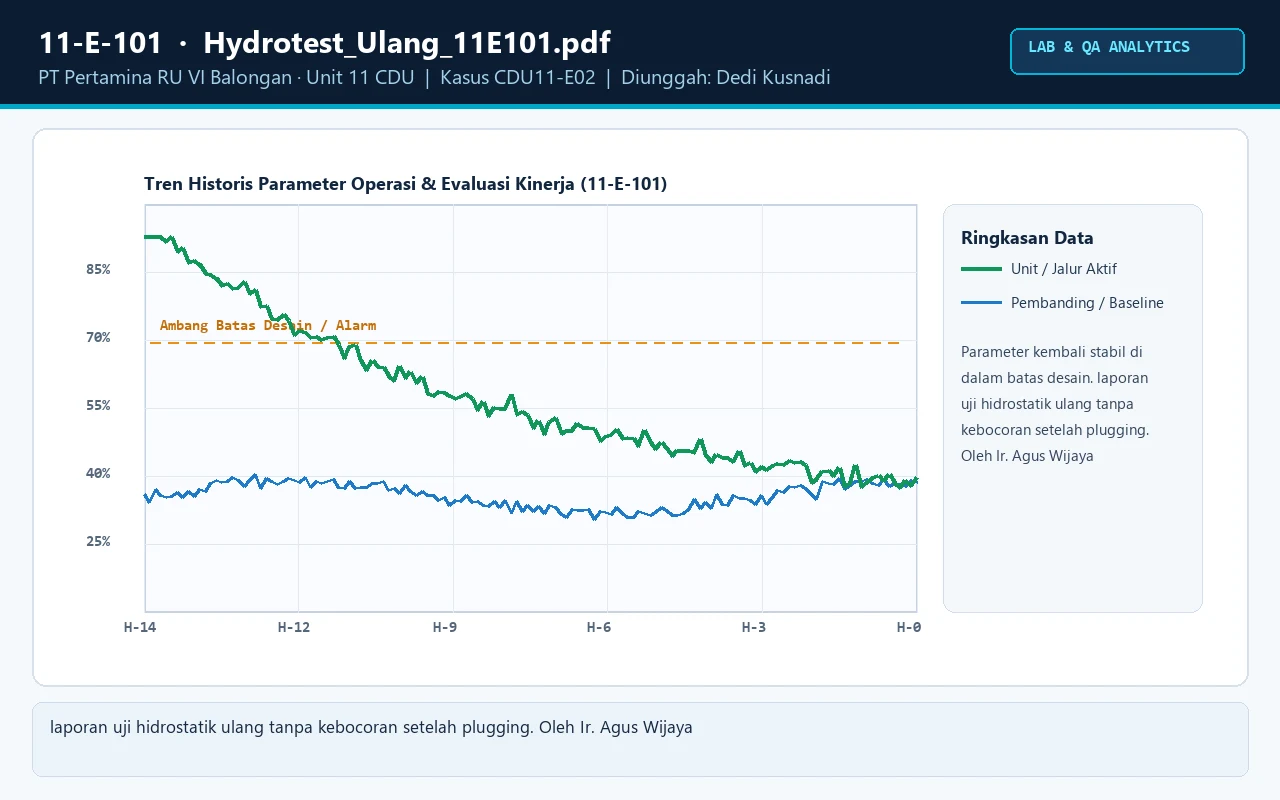 11-E-101 · Hydrotest_Ulang_11E101.pdf
PT Pertamina RU VI Balongan · Unit 11 CDU | Kasus CDU11-E02 | Diunggah: Dedi Kusnadi
LAB & QA ANALYTICS
Tren Historis Parameter Operasi & Evaluasi Kinerja (11-E-101)
85%
70%
55%
40%
25%
Ambang Batas Desain / Alarm
H-14
H-12
H-9
H-6
H-3
H-0
Ringkasan Data
Unit / Jalur Aktif
Pembanding / Baseline
Parameter kembali stabil di
dalam batas desain. laporan
uji hidrostatik ulang tanpa
kebocoran setelah plugging.
Oleh Ir. Agus Wijaya
laporan uji hidrostatik ulang tanpa kebocoran setelah plugging. Oleh Ir. Agus Wijaya